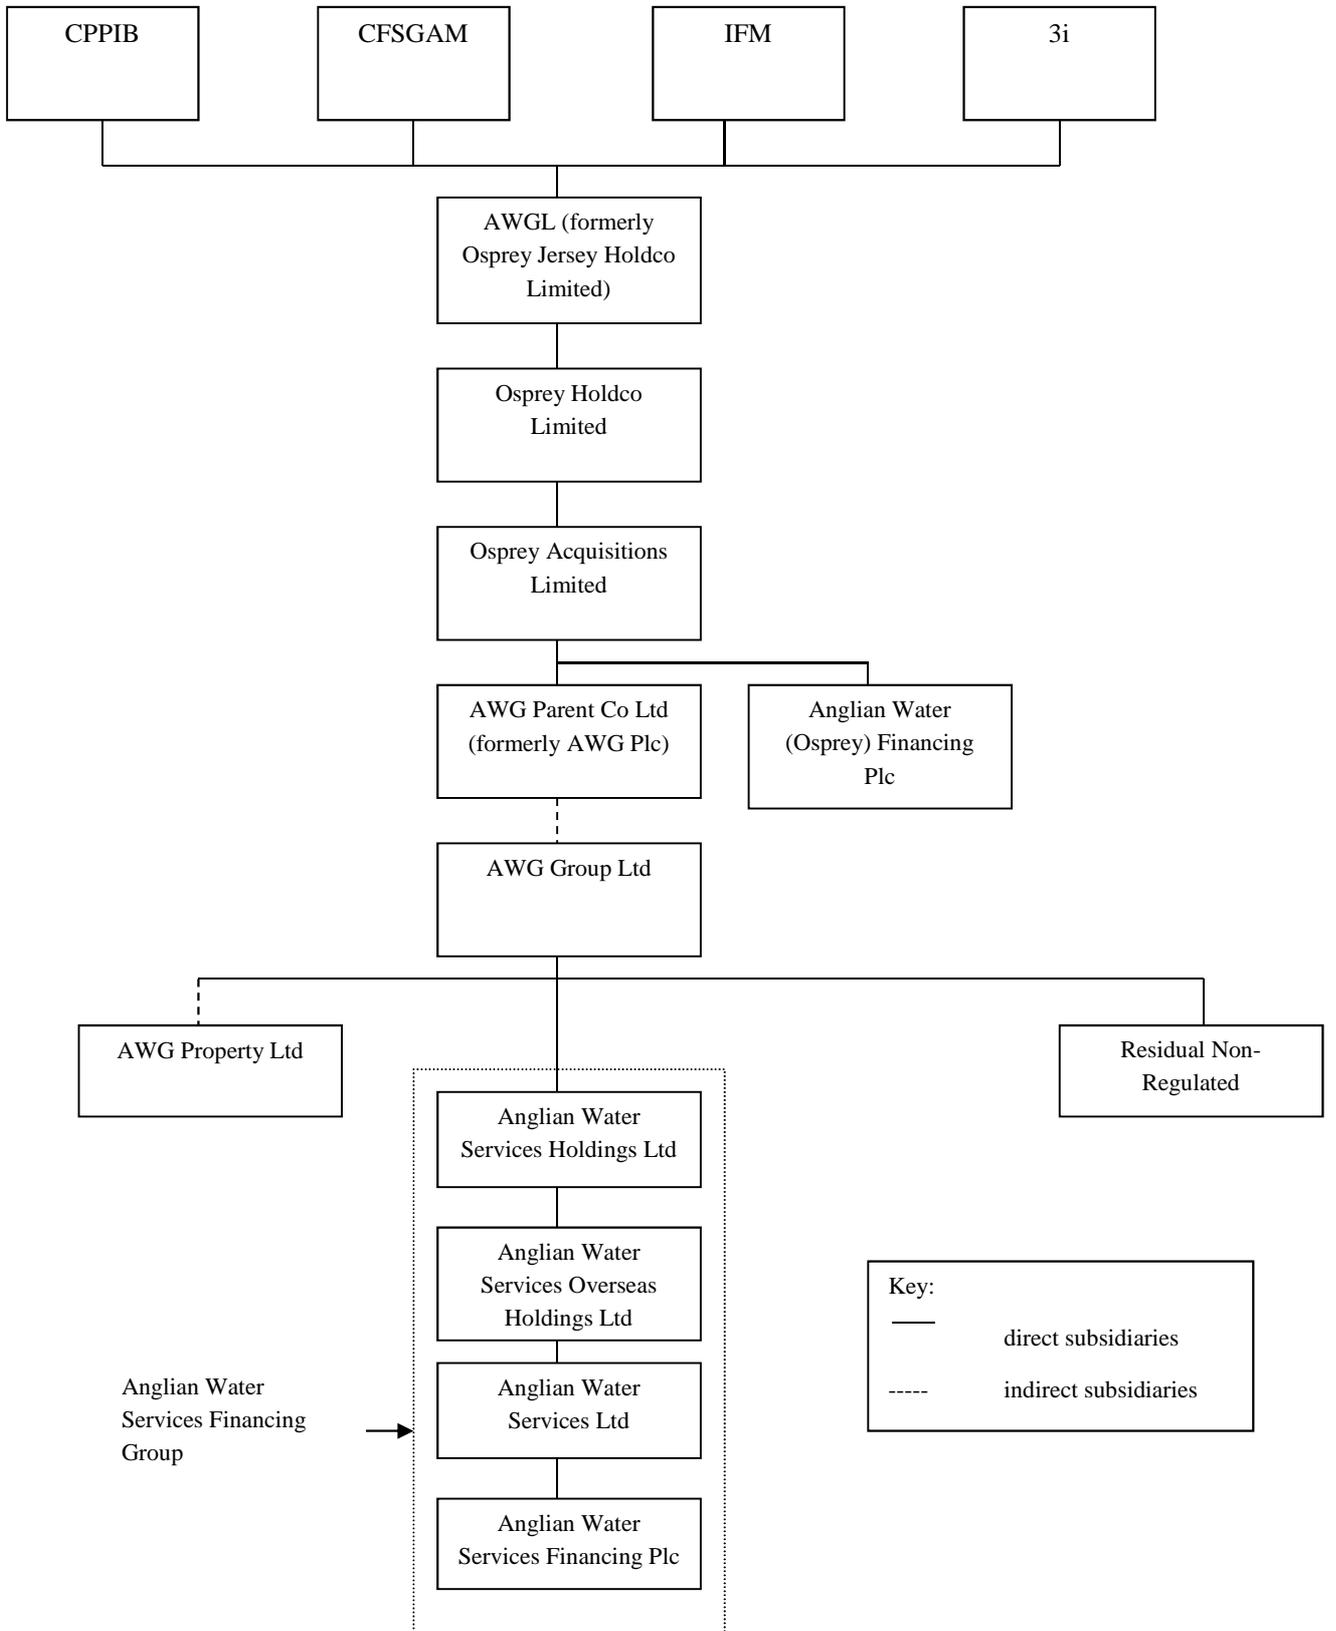 CPPIB
CFSGAM
IFM
3i
AWGL (formerly
Osprey Jersey Holdco
Limited)
Osprey Holdco
Limited
Osprey Acquisitions
Limited
AWG Parent Co Ltd
(formerly AWG Plc)
Anglian Water
(Osprey) Financing
Plc
AWG Group Ltd
AWG Property Ltd
Residual Non-
Regulated
Anglian Water
Services Holdings Ltd
Anglian Water
Services Overseas
Holdings Ltd
Anglian Water
Services Ltd
Anglian Water
Services Financing Plc
Anglian Water
Services Financing
Group
Key:
direct subsidiaries
indirect subsidiaries